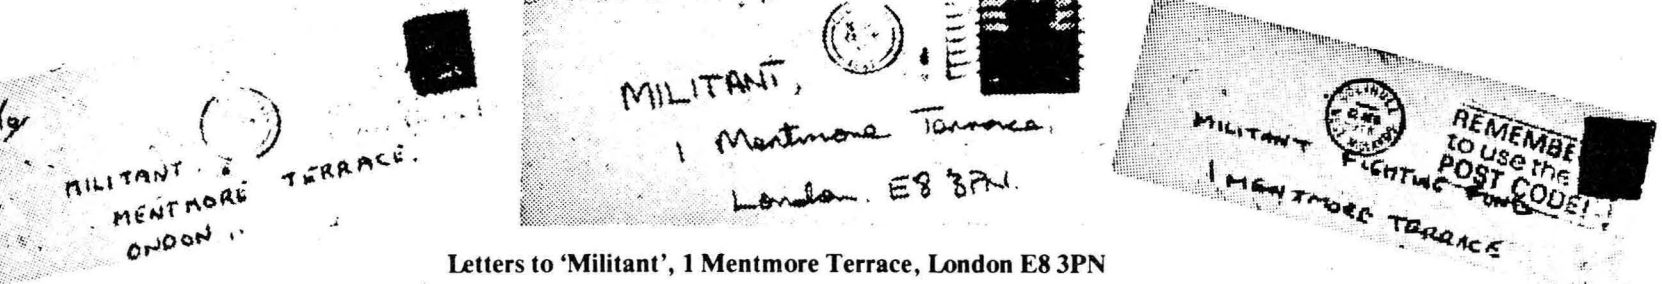 MILITANT.
MENTMORE TERRACE.
ONDON
MILITANT,
1 Mentmore Terrace,
London. E8 3PN.
SOLIHULL
REMEMBE
to use the
POST CODE!
MILITANT FIGHTING FUND
1 MENTMORE TERRACE
Letters to ‘Militant’, 1 Mentmore Terrace, London E8 3PN